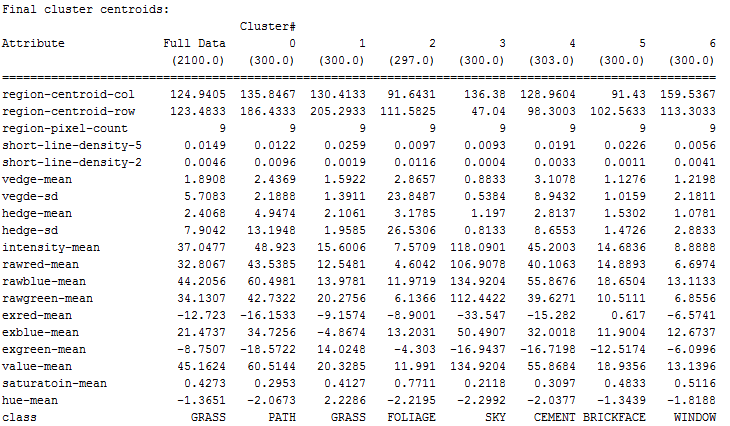 Final cluster centroids:
Cluster#
Attribute Full Data 0 1 2 3 4 5 6
(2100.0) (300.0) (300.0) (297.0) (300.0) (303.0) (300.0) (300.0)
==========================================================================================================
region-centroid-col 124.9405 135.8467 130.4133 91.6431 136.38 128.9604 91.43 159.5367
region-centroid-row 123.4833 186.4333 205.2933 111.5825 47.04 98.3003 102.5633 113.3033
region-pixel-count 9 9 9 9 9 9 9 9
short-line-density-5 0.0149 0.0122 0.0259 0.0097 0.0093 0.0191 0.0226 0.0056
short-line-density-2 0.0046 0.0096 0.0019 0.0116 0.0004 0.0033 0.0011 0.0041
vedge-mean 1.8908 2.4369 1.5922 2.8657 0.8833 3.1078 1.1276 1.2198
vegde-sd 5.7083 2.1888 1.3911 23.8487 0.5384 8.9432 1.0159 2.1811
hedge-mean 2.4068 4.9474 2.1061 3.1785 1.197 2.8137 1.5302 1.0781
hedge-sd 7.9042 13.1948 1.9585 26.5306 0.8133 8.6553 1.4726 2.8833
intensity-mean 37.0477 48.923 15.6006 7.5709 118.0901 45.2003 14.6836 8.8888
rawred-mean 32.8067 43.5385 12.5481 4.6042 106.9078 40.1063 14.8893 6.6974
rawblue-mean 44.2056 60.4981 13.9781 11.9719 134.9204 55.8676 18.6504 13.1133
rawgreen-mean 34.1307 42.7322 20.2756 6.1366 112.4422 39.6271 10.5111 6.8556
exred-mean -12.723 -16.1533 -9.1574 -8.9001 -33.547 -15.282 0.617 -6.5741
exblue-mean 21.4737 34.7256 -4.8674 13.2031 50.4907 32.0018 11.9004 12.6737
exgreen-mean -8.7507 -18.5722 14.0248 -4.303 -16.9437 -16.7198 -12.5174 -6.0996
value-mean 45.1624 60.5144 20.3285 11.991 134.9204 55.8684 18.9356 13.1396
saturatoin-mean 0.4273 0.2953 0.4127 0.7711 0.2118 0.3097 0.4833 0.5116
hue-mean -1.3651 -2.0673 2.2286 -2.2195 -2.2992 -2.0377 -1.3439 -1.8188
class GRASS PATH GRASS FOLIAGE SKY CEMENT BRICKFACE WINDOW